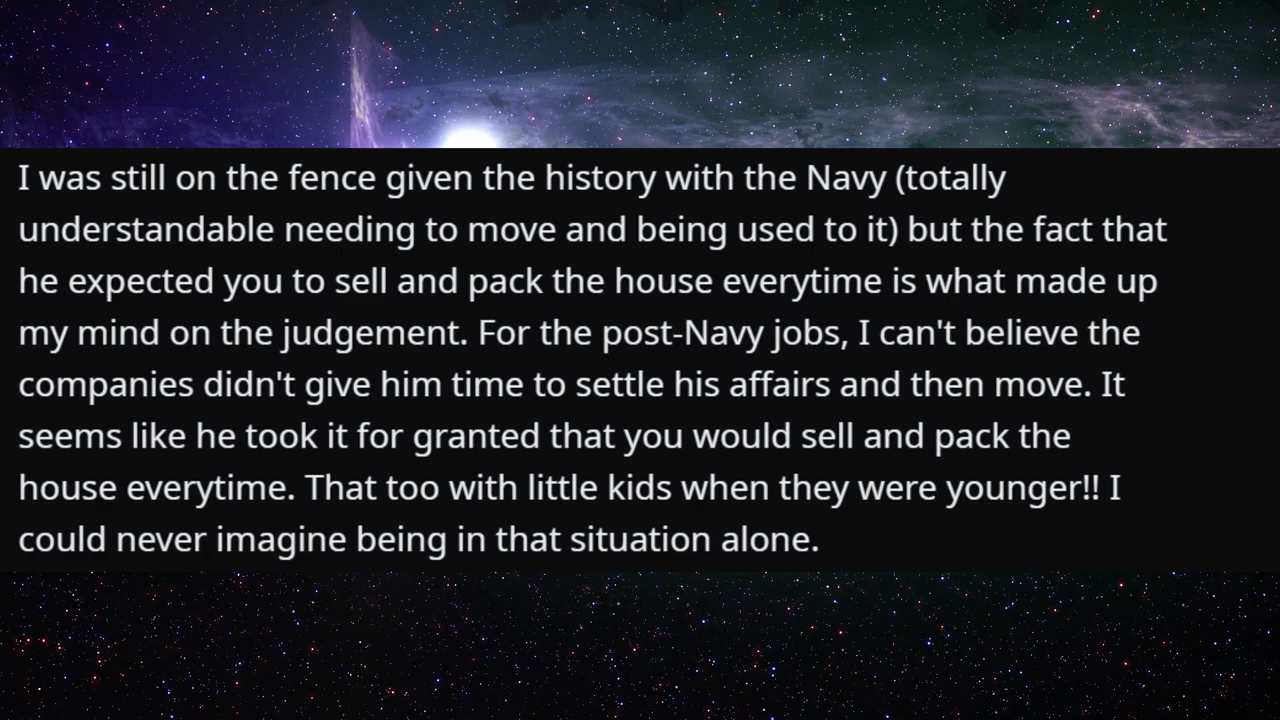 I was still on the fence given the history with the Navy (totally
understandable needing to move and being used to it) but the fact that
he expected you to sell and pack the house everytime is what made up
my mind on the judgement. For the post-Navy jobs, I can't believe the
companies didn't give him time to settle his affairs and then move. It
seems like he took it for granted that you would sell and pack the
house everytime. That too with little kids when they were younger!! I
could never imagine being in that situation alone.